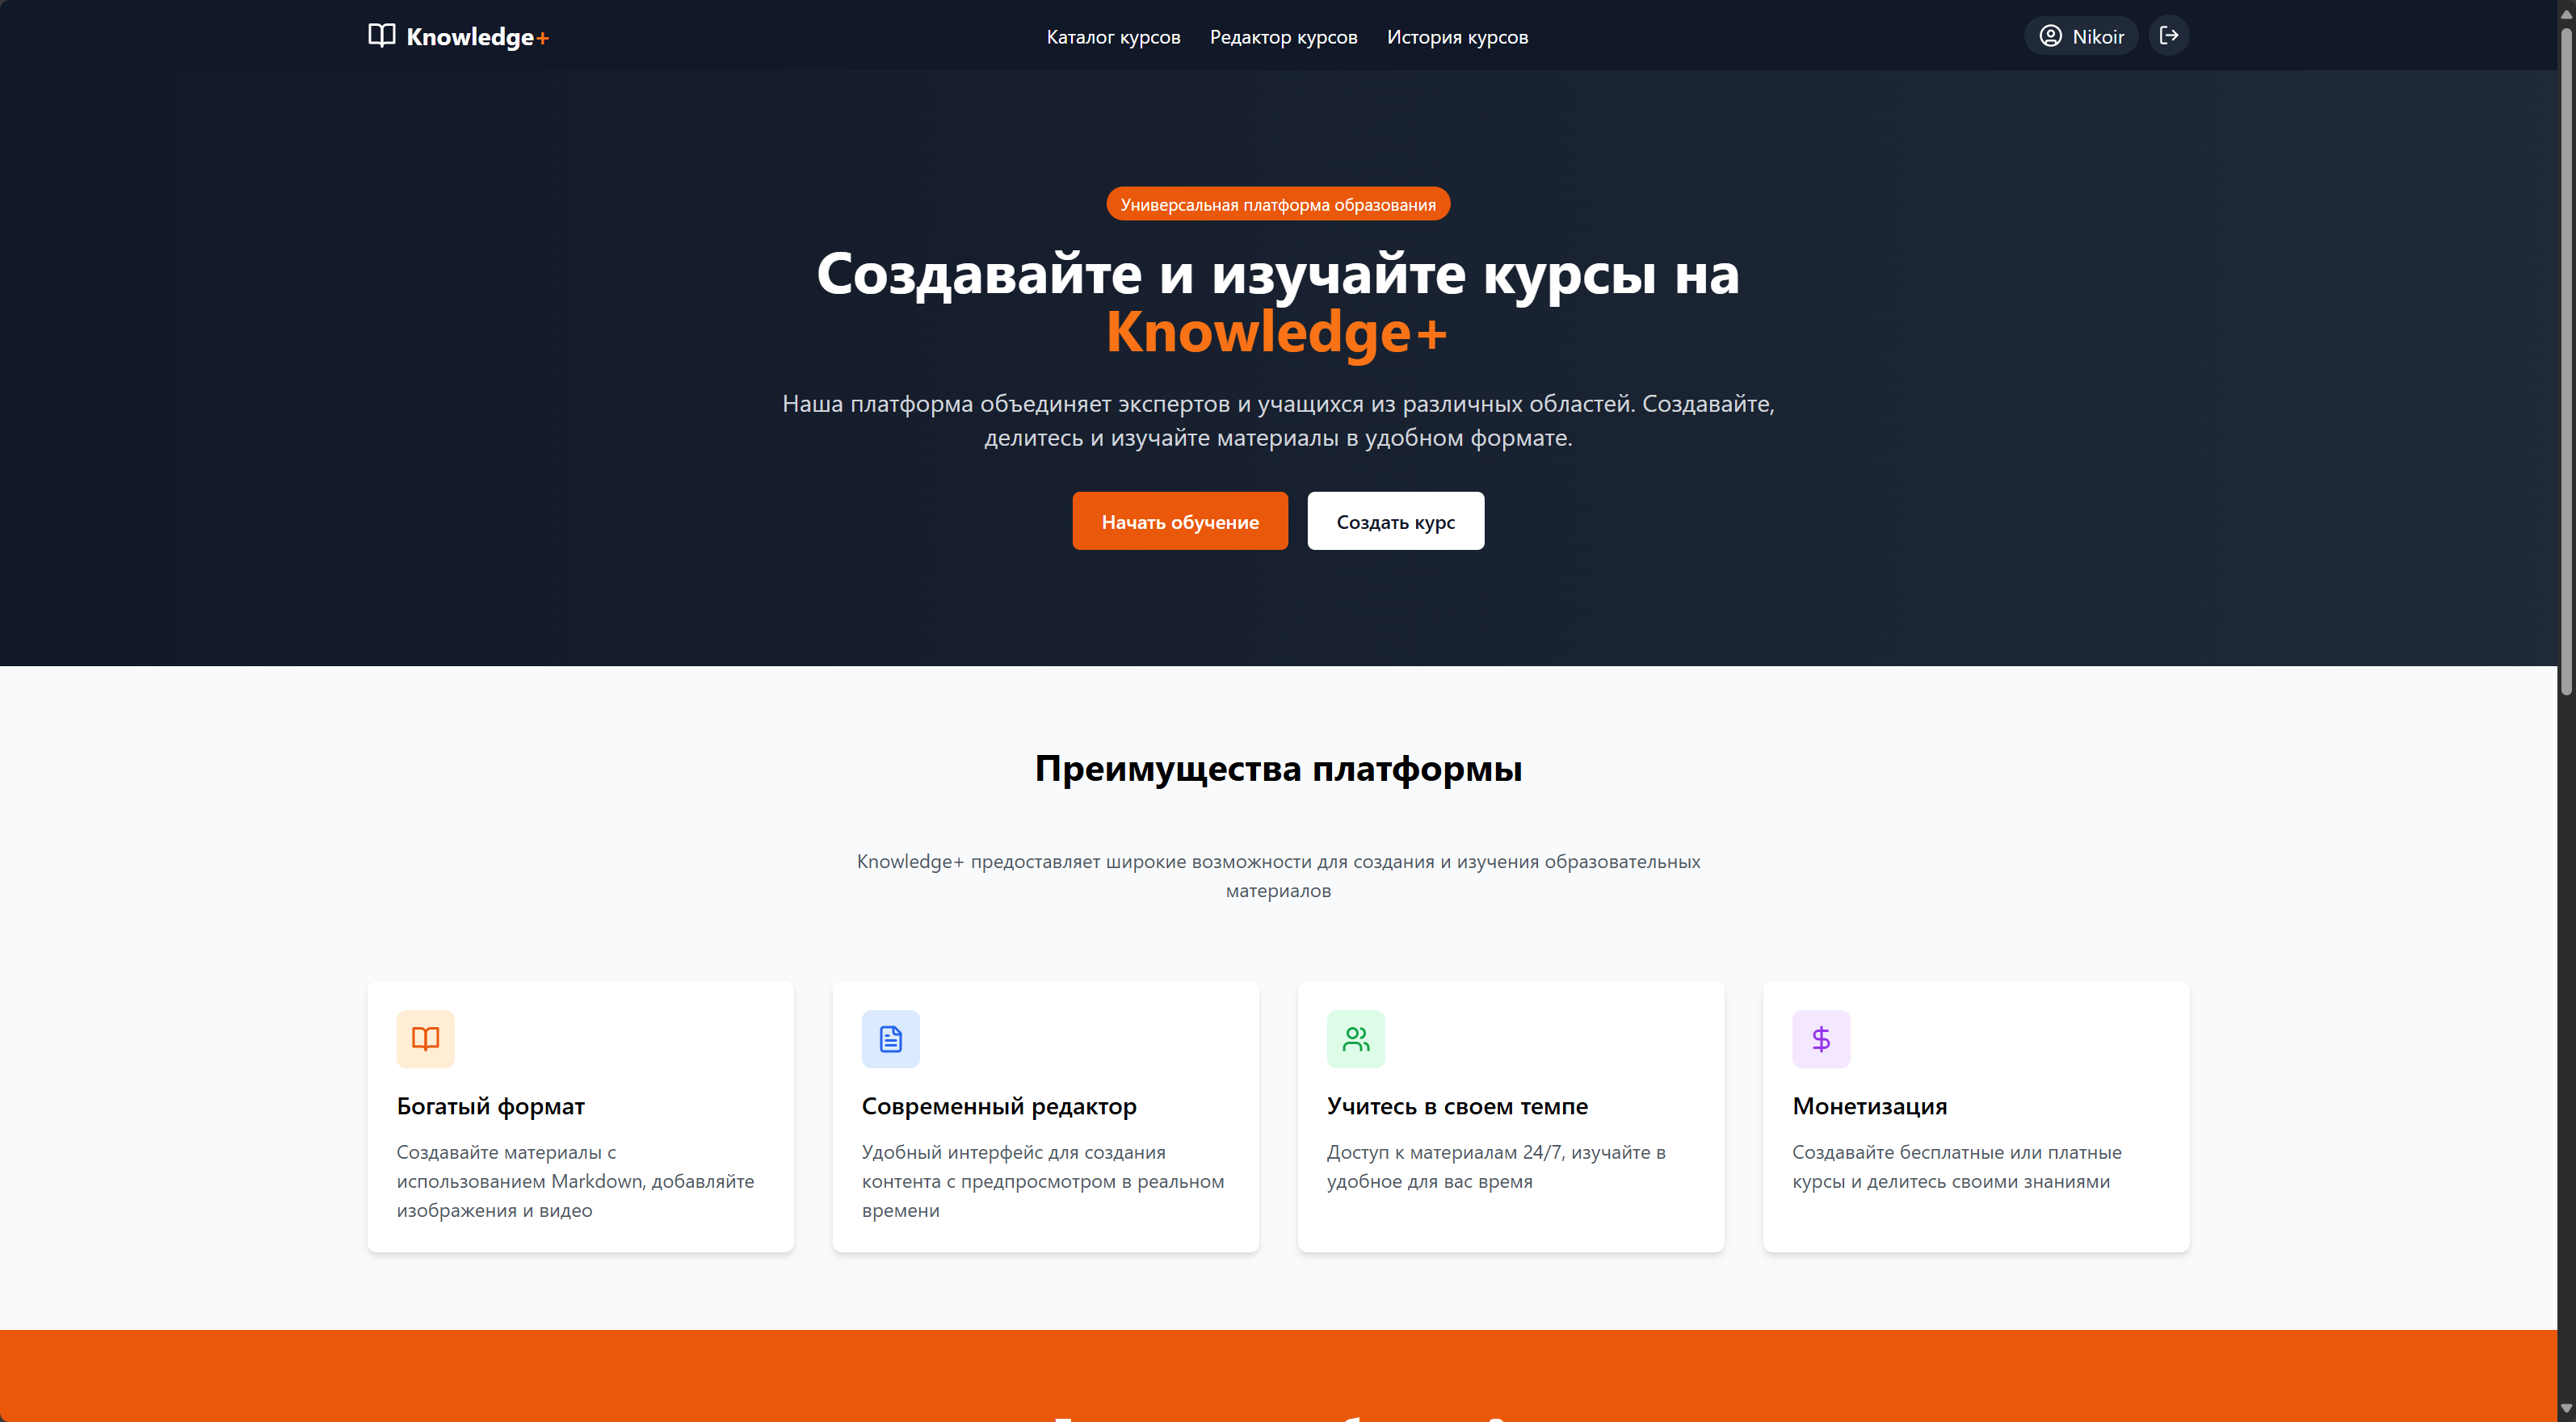 Knowledge+
Каталог курсов
Редактор курсов
История курсов
Nikoir
Универсальная платформа образования
Создавайте и изучайте курсы на
Knowledge+
Наша платформа объединяет экспертов и учащихся из различных областей. Создавайте,
делитесь и изучайте материалы в удобном формате.
Начать обучение
Создать курс
Преимущества платформы
Knowledge+ предоставляет широкие возможности для создания и изучения образовательных
материалов
Богатый формат
Создавайте материалы с
использованием Markdown, добавляйте
изображения и видео
Современный редактор
Удобный интерфейс для создания
контента с предпросмотром в реальном
времени
Учитесь в своем темпе
Доступ к материалам 24/7, изучайте в
удобное для вас время
Монетизация
Создавайте бесплатные или платные
курсы и делитесь своими знаниями